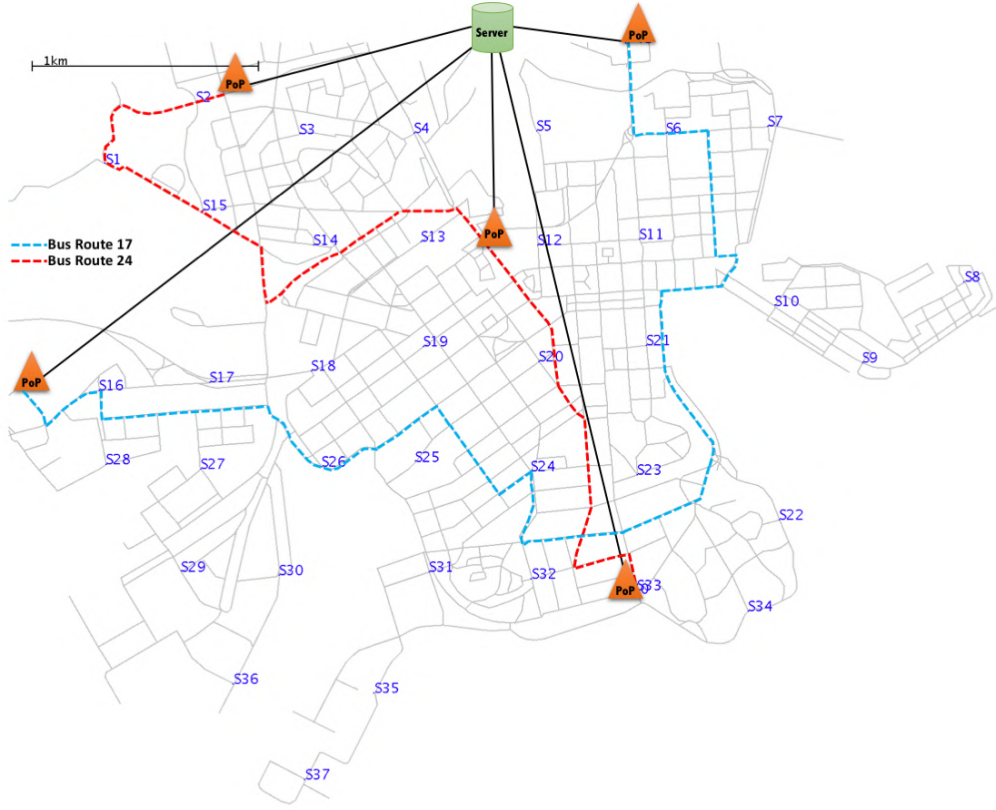 Server
PoP
1km
PoP
S2
S3
S4
S5
S6
S7
S1
S15
S14
S13
PoP
S12
S11
Bus Route 17
Bus Route 24
S8
S10
S9
S19
S20
S21
S18
S17
S16
PoP
S28
S27
S26
S25
S24
S23
S22
S29
S30
S31
S32
PoP
S33
S34
S36
S35
S37